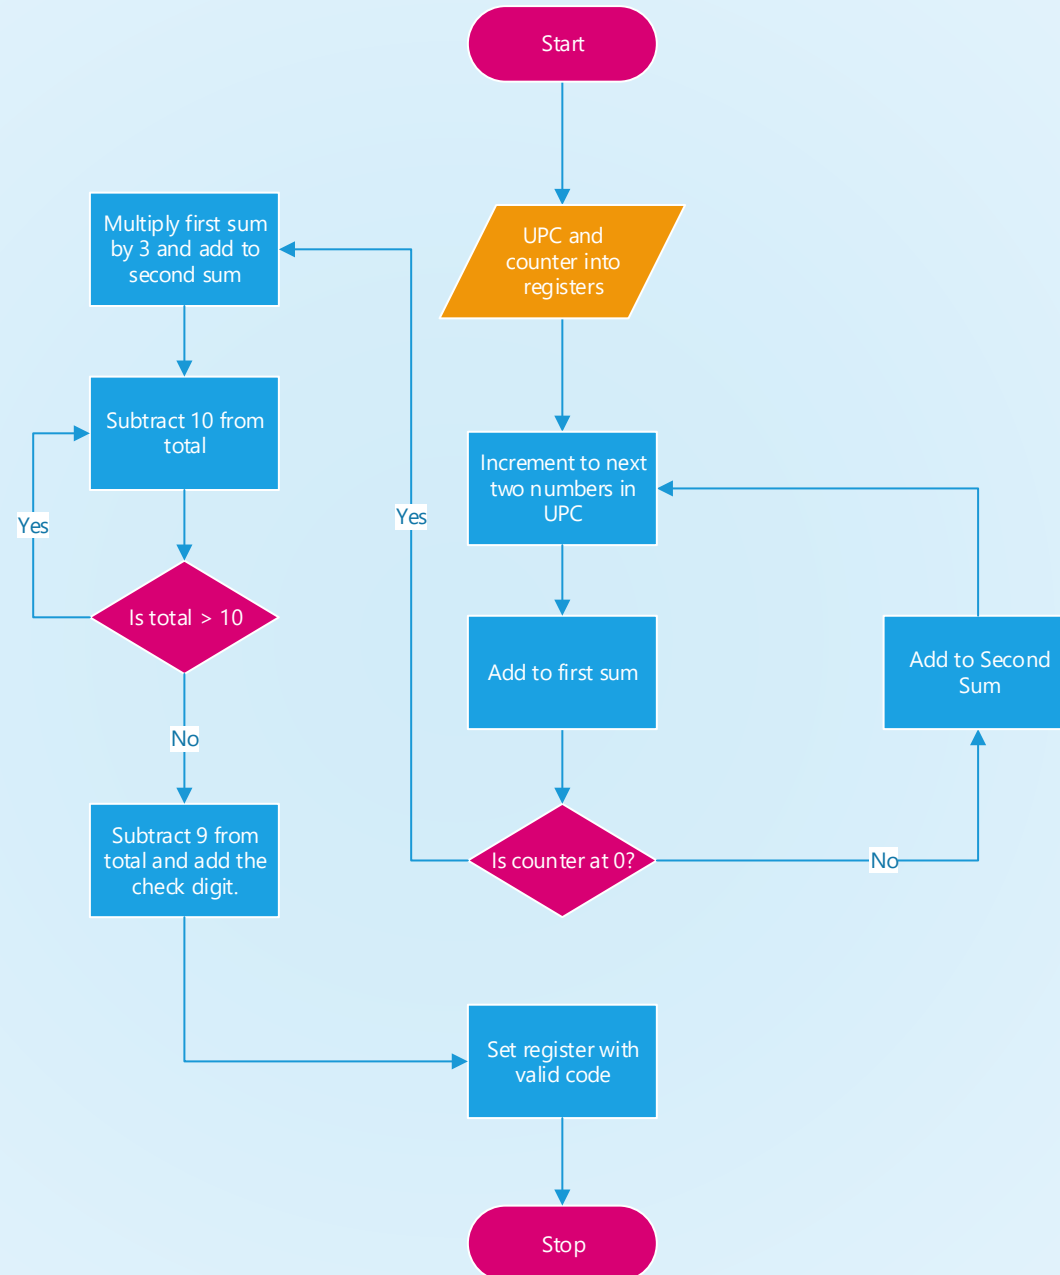 Start
UPC and
counter into
registers
Increment to next
two numbers in
UPC
Add to first sum
Is counter at 0?
No
Add to Second
Sum
Yes
Multiply first sum
by 3 and add to
second sum
Subtract 10 from
total
Is total > 10
Yes
No
Subtract 9 from
total and add the
check digit.
Set register with
valid code
Stop